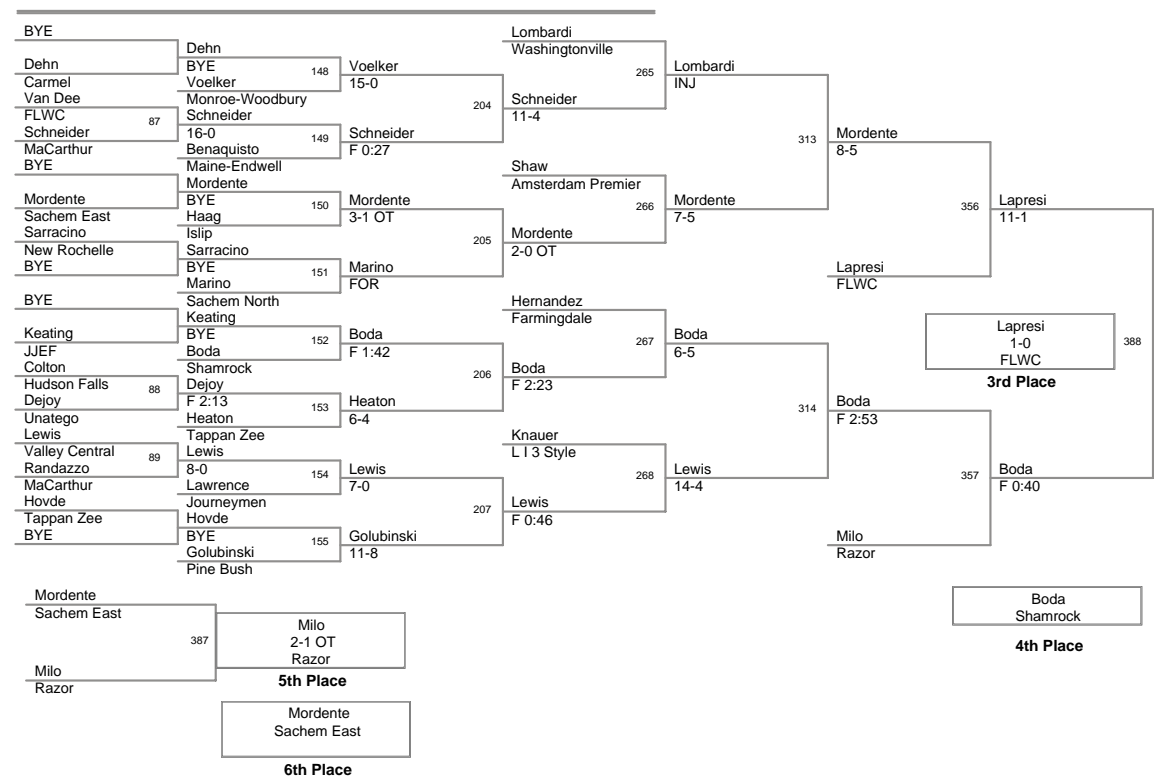 BYE
Dehn
Carmel
Van Dee
FLWC
87
Schneider
MaCarthur
BYE
Mordente
Sachem East
Sarracino
New Rochelle
BYE
BYE
Keating
JJEF
Colton
Hudson Falls
88
Dejoy
Unatego
Lewis
Valley Central
89
Randazzo
MaCarthur
Hovde
Tappan Zee
BYE
Dehn
BYE
148
Voelker
Monroe-Woodbury
Schneider
16-0
149
Benaquisto
Maine-Endwell
Mordente
BYE
150
Haag
Islip
Sarracino
BYE
151
Marino
Sachem North
Keating
BYE
152
Boda
Shamrock
Dejoy
F 2:13
153
Heaton
Tappan Zee
Lewis
8-0
154
Lawrence
Journeymen
Hovde
BYE
155
Golubinski
Pine Bush
Voelker
15-0
204
Schneider
F 0:27
Mordente
3-1 OT
205
Marino
FOR
Boda
F 1:42
206
Heaton
6-4
Lewis
7-0
207
Golubinski
11-8
Lombardi
Washingtonville
265
Schneider
11-4
Shaw
Amsterdam Premier
266
Mordente
2-0 OT
Hernandez
Farmingdale
267
Boda
F 2:23
Knauer
L I 3 Style
268
Lewis
F 0:46
Lombardi
INJ
313
Mordente
7-5
Boda
6-5
314
Lewis
14-4
Mordente
8-5
356
Lapresi
FLWC
Boda
F 2:53
357
Milo
Razor
Lapresi
11-1
Boda
F 0:40
Lapresi
1-0
FLWC
388
3rd Place
Boda
Shamrock
4th Place
Mordente
Sachem East
387
Milo
Razor
Milo
2-1 OT
Razor
5th Place
Mordente
Sachem East
6th Place